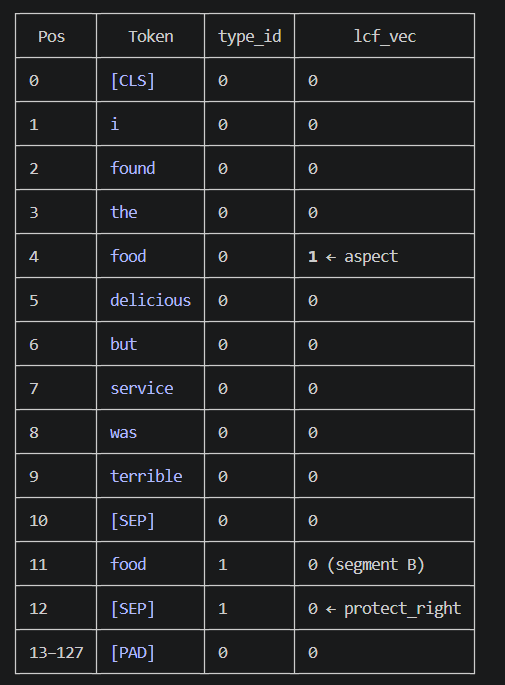 Pos Token type_id lcf_vec
0 [CLS] 0 0
1 i 0 0
2 found 0 0
3 the 0 0
4 food 0 1 ← aspect
5 delicious 0 0
6 but 0 0
7 service 0 0
8 was 0 0
9 terrible 0 0
10 [SEP] 0 0
11 food 1 0 (segment B)
12 [SEP] 1 0 ← protect_right
13–127 [PAD] 0 0